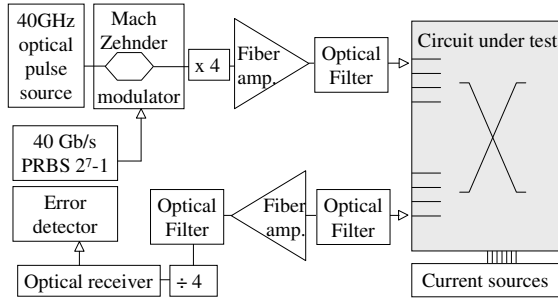 40GHz
optical
pulse
source
Mach
Zehnder
modulator
x 4
Fiber
amp.
Optical
Filter
Circuit under test
40 Gb/s
PRBS 2⁷-1
Error
detector
Optical
Filter
Fiber
amp.
Optical
Filter
Optical receiver
÷ 4
Current sources